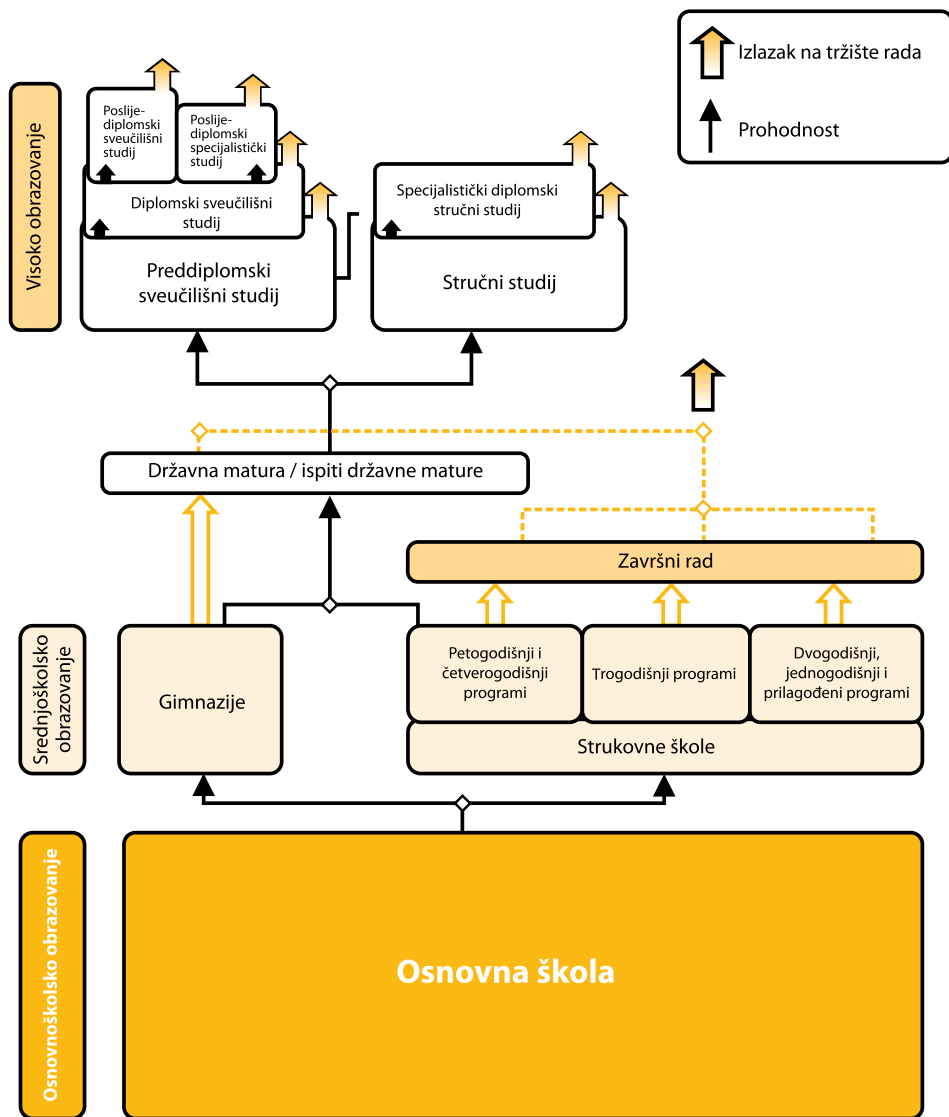 Izlazak na tržište rada
Prohodnost
Visoko obrazovanje
Poslije-
diplomski
sveučilišni
studij
Poslije-
diplomski
specijalistički
studij
Diplomski sveučilišni
studij
Preddiplomski
sveučilišni studij
Specijalistički diplomski
stručni studij
Stručni studij
Državna matura / ispiti državne mature
Završni rad
Srednjoškolsko
obrazovanje
Gimnazije
Petogodišnji i
četverogodišnji
programi
Trogodišnji programi
Dvogodišnji,
jednogodišnji i
prilagođeni programi
Strukovne škole
Osnovnoškolsko obrazovanje
Osnovna škola